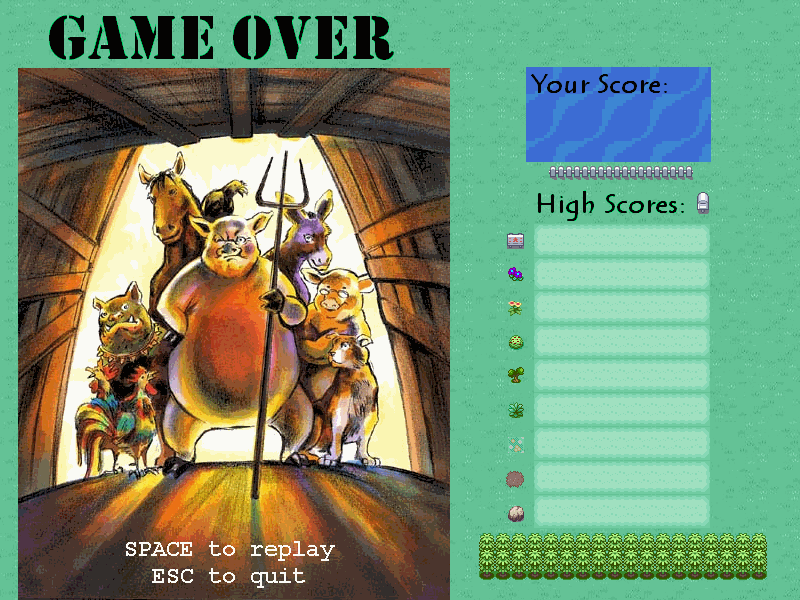 GAME OVER
Your Score:
High Scores:
SPACE to replay
ESC to quit